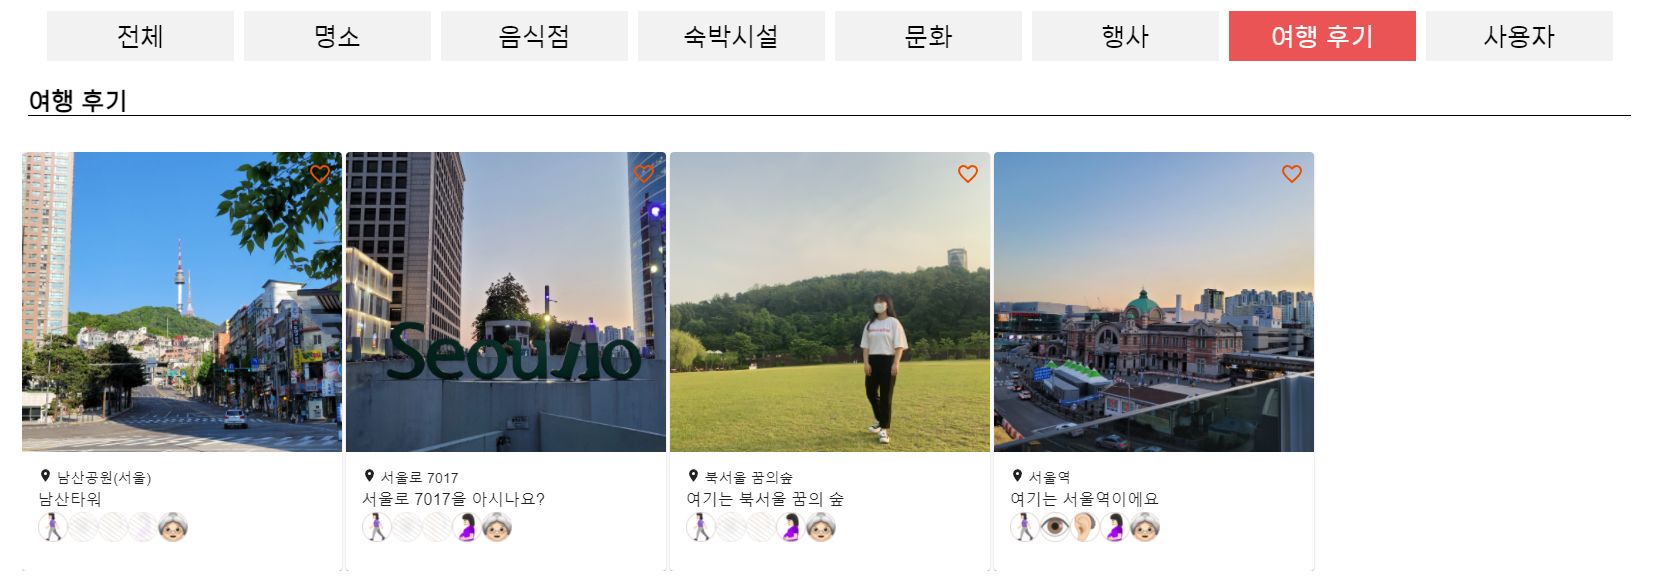 전체 명소 음식점 숙박시설 문화 행사 여행 후기 사용자
여행 후기
Seoullo
남산공원(서울)
남산타워
서울로 7017
서울로 7017을 아시나요?
북서울 꿈의숲
여기는 북서울 꿈의 숲
서울역
여기는 서울역이에요